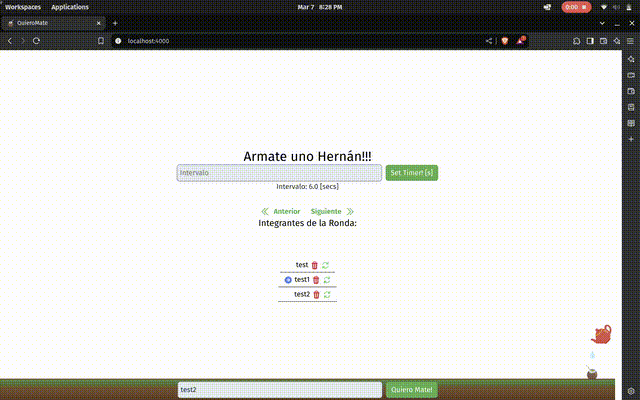 Workspaces Applications Mar 7 8:28 PM 0:00
QuieroMate
localhost:4000
Armate uno Hernán!!!
Intervalo Set Timer! [s]
Intervalo: 6.0 [secs]
Anterior Siguiente
Integrantes de la Ronda:
test
test1
test2
test2 Quiero Mate!